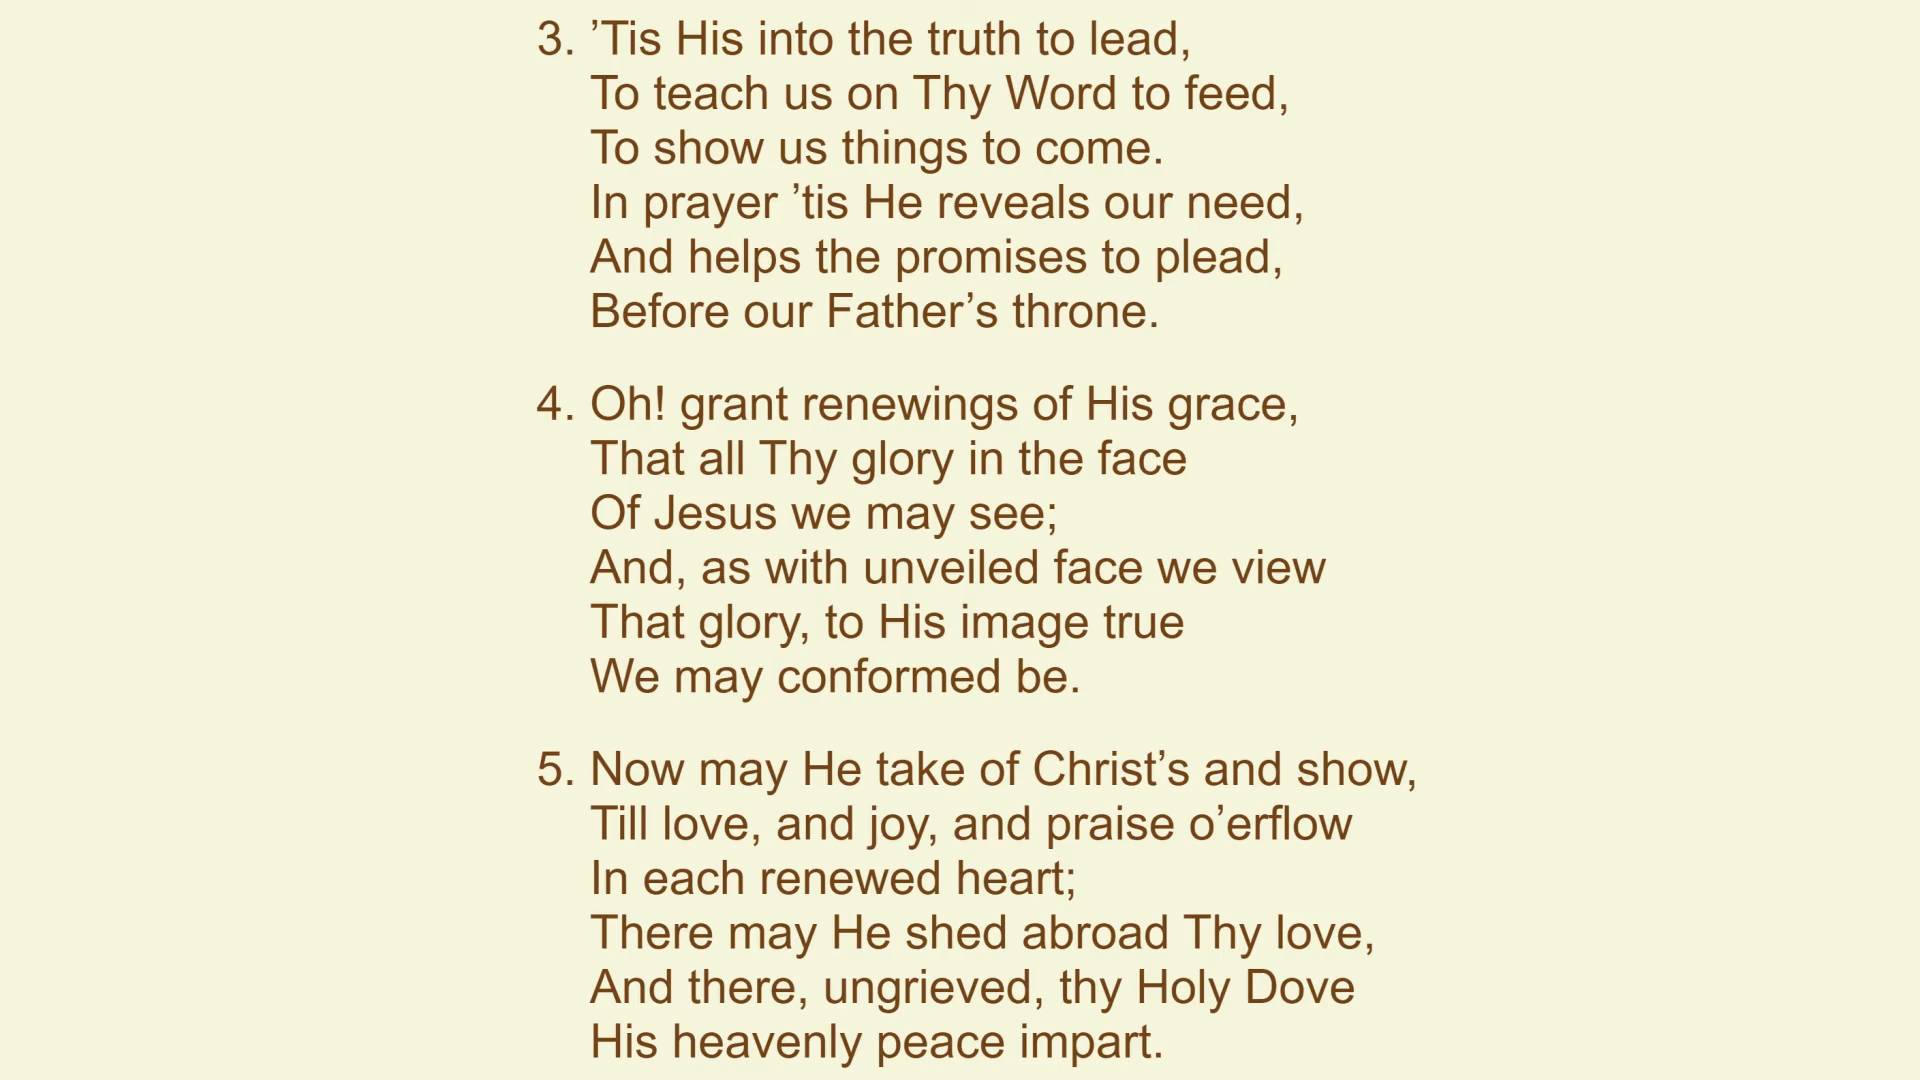 3. ’Tis His into the truth to lead,
To teach us on Thy Word to feed,
To show us things to come.
In prayer ’tis He reveals our need,
And helps the promises to plead,
Before our Father’s throne.
4. Oh! grant renewings of His grace,
That all Thy glory in the face
Of Jesus we may see;
And, as with unveiled face we view
That glory, to His image true
We may conformed be.
5. Now may He take of Christ’s and show,
Till love, and joy, and praise o’erflow
In each renewed heart;
There may He shed abroad Thy love,
And there, ungrieved, thy Holy Dove
His heavenly peace impart.